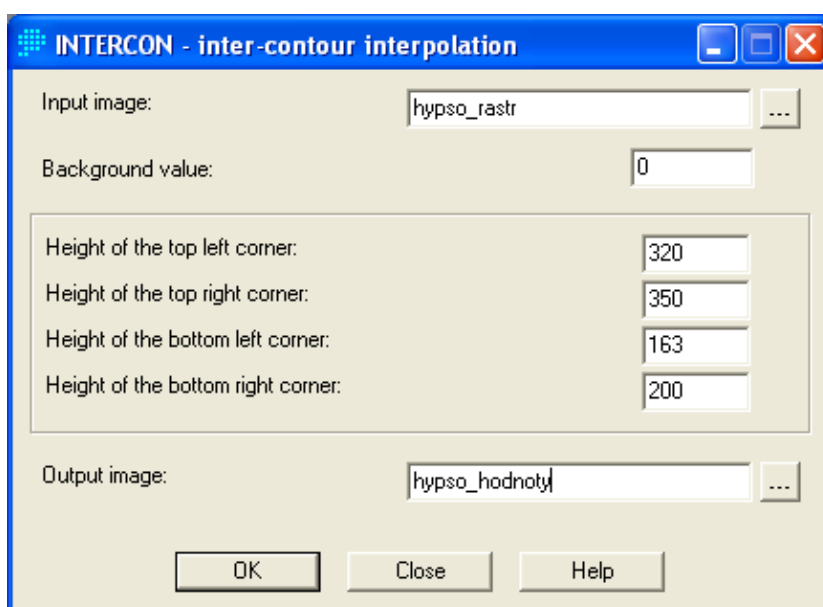 INTERCON - inter-contour interpolation
Input image: hypso_rastr ...
Background value: 0
Height of the top left corner: 320
Height of the top right corner: 350
Height of the bottom left corner: 163
Height of the bottom right corner: 200
Output image: hypso_hodnoty ...
OK Close Help